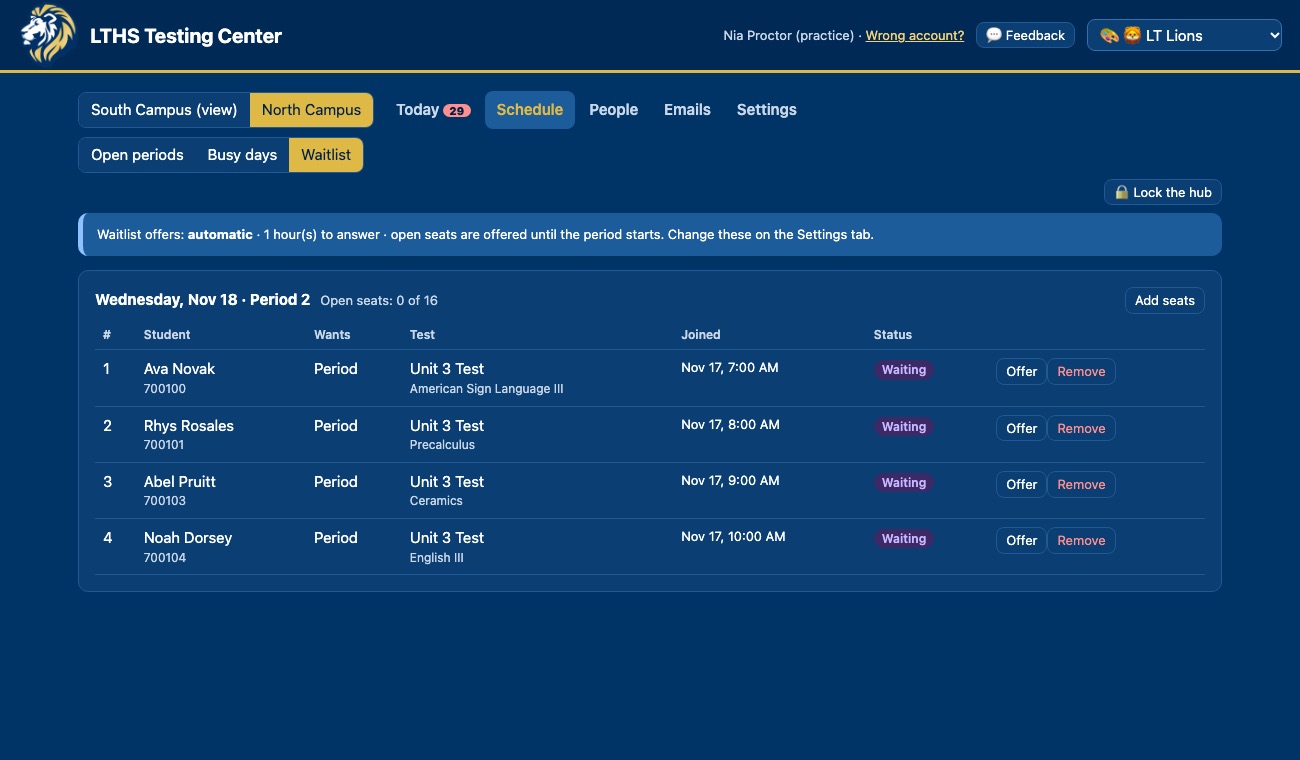 LTHS Testing Center
Nia Proctor (practice) · Wrong account?
💬 Feedback
🎨 🦁 LT Lions
South Campus (view) North Campus Today 29 Schedule People Emails Settings
Open periods Busy days Waitlist
🔒 Lock the hub
Waitlist offers: automatic · 1 hour(s) to answer · open seats are offered until the period starts. Change these on the Settings tab.
Wednesday, Nov 18 · Period 2 Open seats: 0 of 16 Add seats
# Student Wants Test Joined Status
1 Ava Novak Period Unit 3 Test Nov 17, 7:00 AM Waiting Offer Remove
700100 American Sign Language III
2 Rhys Rosales Period Unit 3 Test Nov 17, 8:00 AM Waiting Offer Remove
700101 Precalculus
3 Abel Pruitt Period Unit 3 Test Nov 17, 9:00 AM Waiting Offer Remove
700103 Ceramics
4 Noah Dorsey Period Unit 3 Test Nov 17, 10:00 AM Waiting Offer Remove
700104 English III